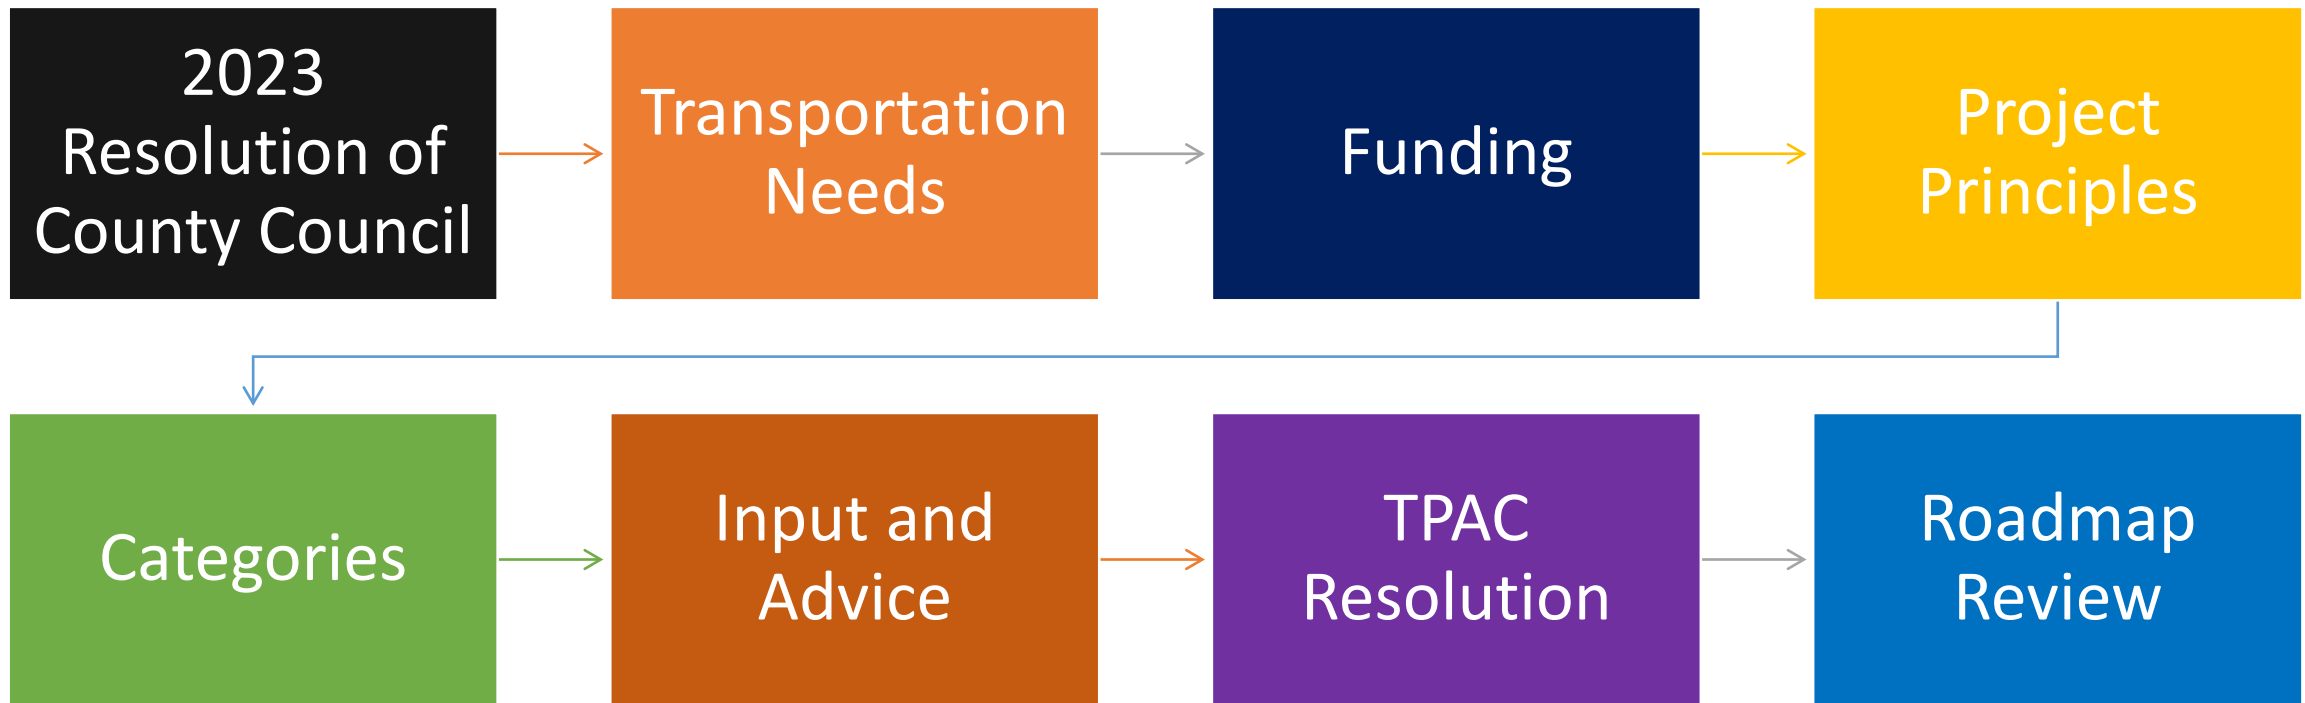 2023
Resolution of
County Council
Transportation
Needs
Funding
Project
Principles
Categories
Input and
Advice
TPAC
Resolution
Roadmap
Review